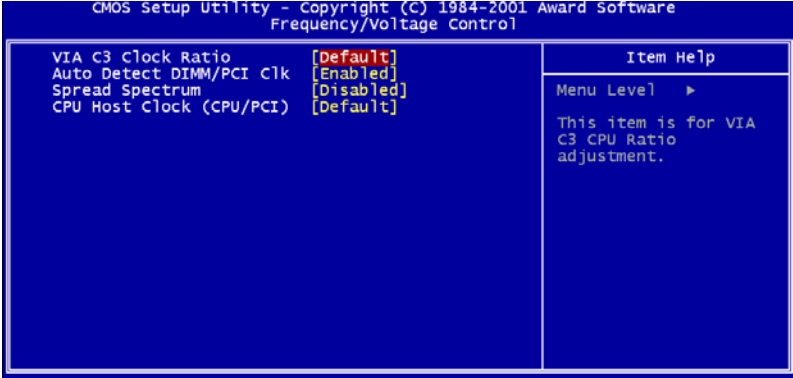 CMOS Setup Utility – Copyright (C) 1984-2001 Award Software
Frequency/Voltage Control
VIA C3 Clock Ratio [Default]
Auto Detect DIMM/PCI Clk [Enabled]
Spread Spectrum [Disabled]
CPU Host Clock (CPU/PCI) [Default]
Item Help
Menu Level ►
This item is for VIA
C3 CPU Ratio
adjustment.